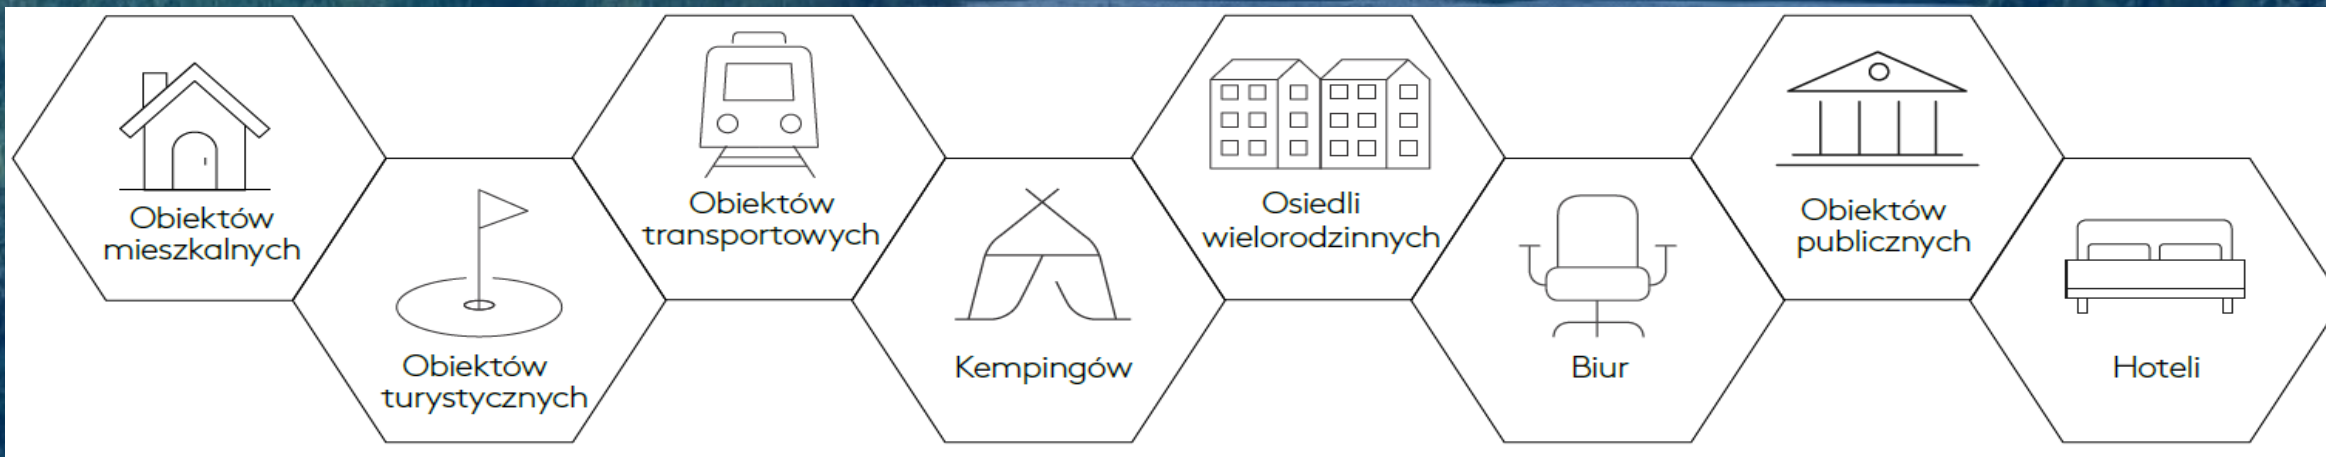 Obiektów
mieszkalnych
Obiektów
turystycznych
Obiektów
transportowych
Kempingów
Osiedli
wielorodzinnych
Biur
Obiektów
publicznych
Hoteli